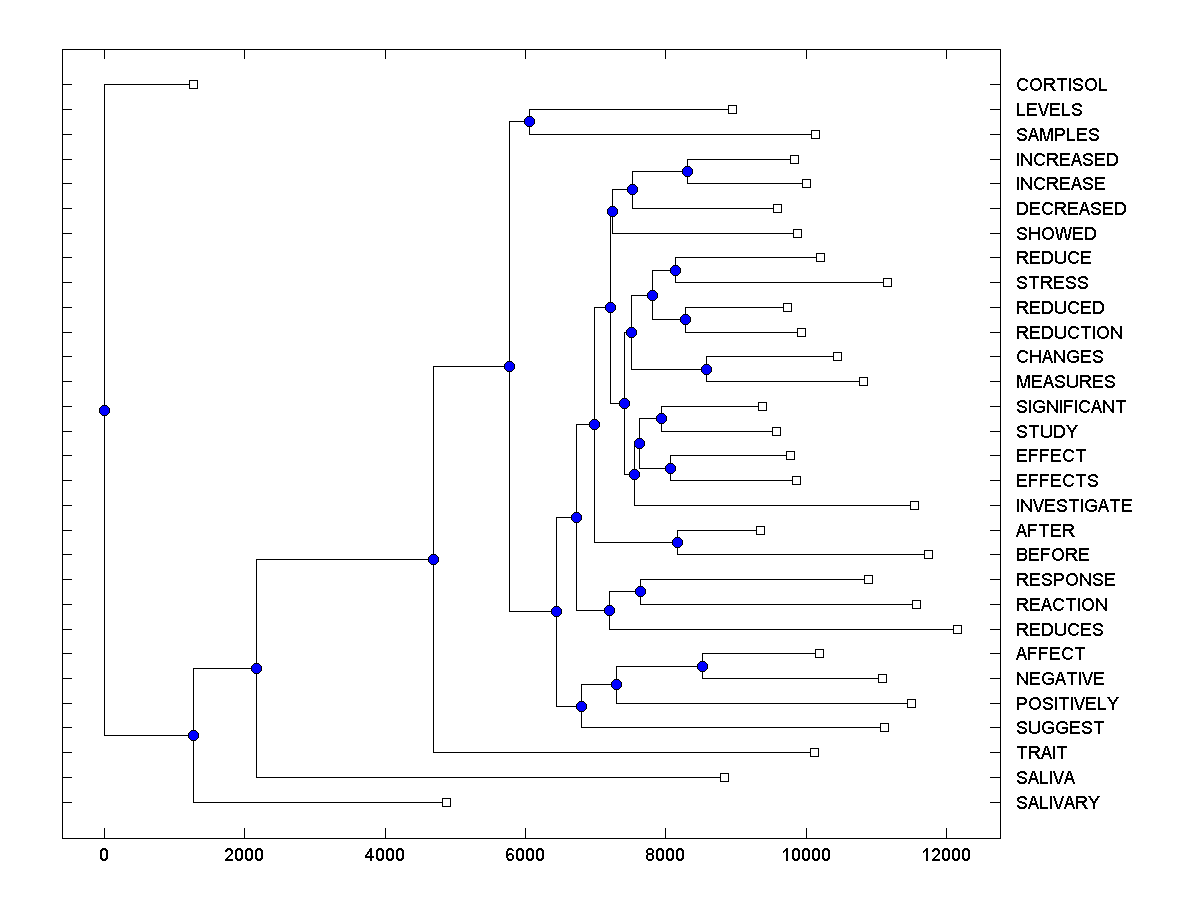 CORTISOL
LEVELS
SAMPLES
INCREASED
INCREASE
DECREASED
SHOWED
REDUCE
STRESS
REDUCED
REDUCTION
CHANGES
MEASURES
SIGNIFICANT
STUDY
EFFECT
EFFECTS
INVESTIGATE
AFTER
BEFORE
RESPONSE
REACTION
REDUCES
AFFECT
NEGATIVE
POSITIVELY
SUGGEST
TRAIT
SALIVA
SALIVARY
0 2000 4000 6000 8000 10000 12000